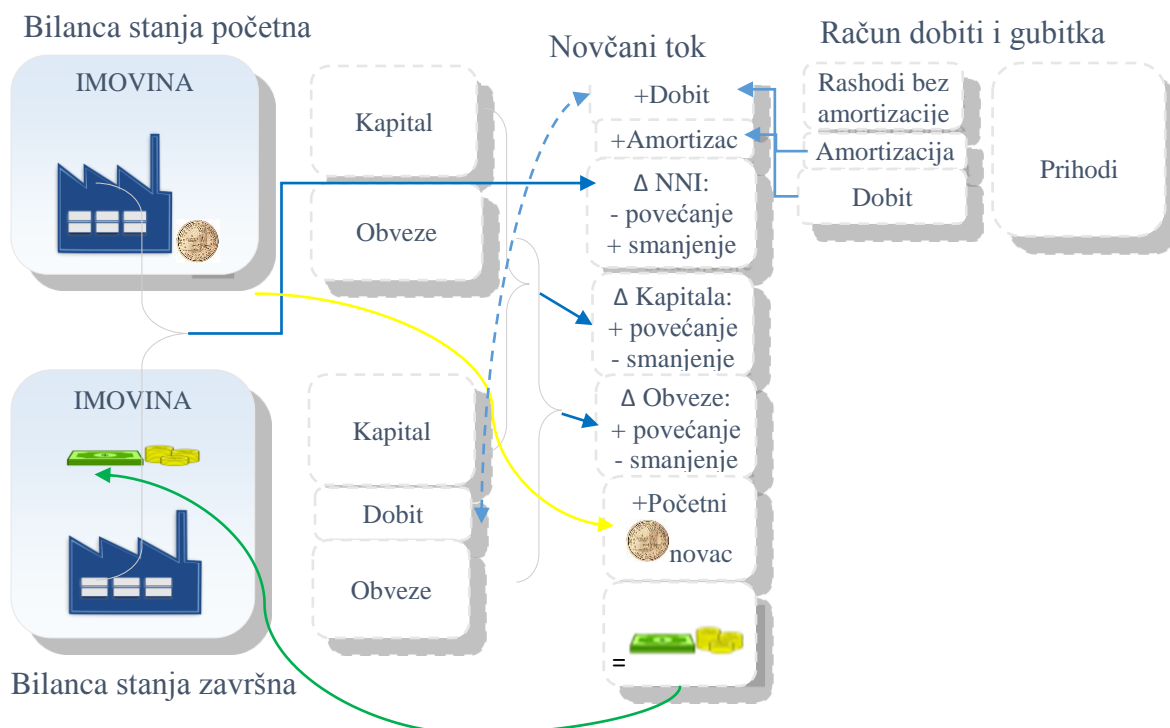 Bilanca stanja početna
IMOVINA
Kapital
Obveze
Novčani tok
+Dobit
+Amortizac
Δ NNI:
- povećanje
+ smanjenje
Δ Kapitala:
+ povećanje
- smanjenje
Δ Obveze:
+ povećanje
- smanjenje
+Početni
novac
=
Račun dobiti i gubitka
Rashodi bez
amortizacije
Amortizacija
Dobit
Prihodi
IMOVINA
Kapital
Dobit
Obveze
Bilanca stanja završna